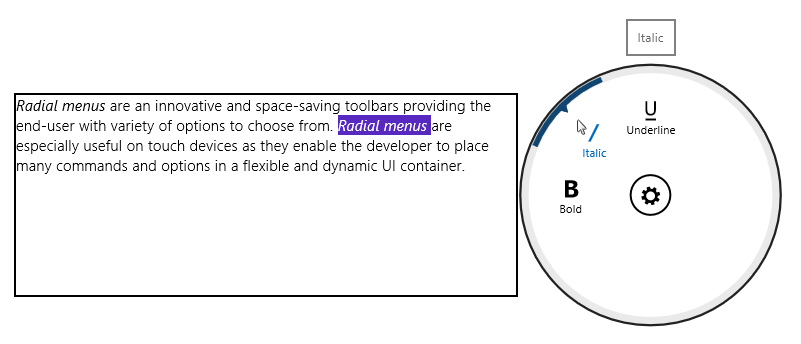 Italic
Radial menus are an innovative and space-saving toolbars providing the
end-user with variety of options to choose from. Radial menus are
especially useful on touch devices as they enable the developer to place
many commands and options in a flexible and dynamic UI container.
U
Underline
/
Italic
B
Bold